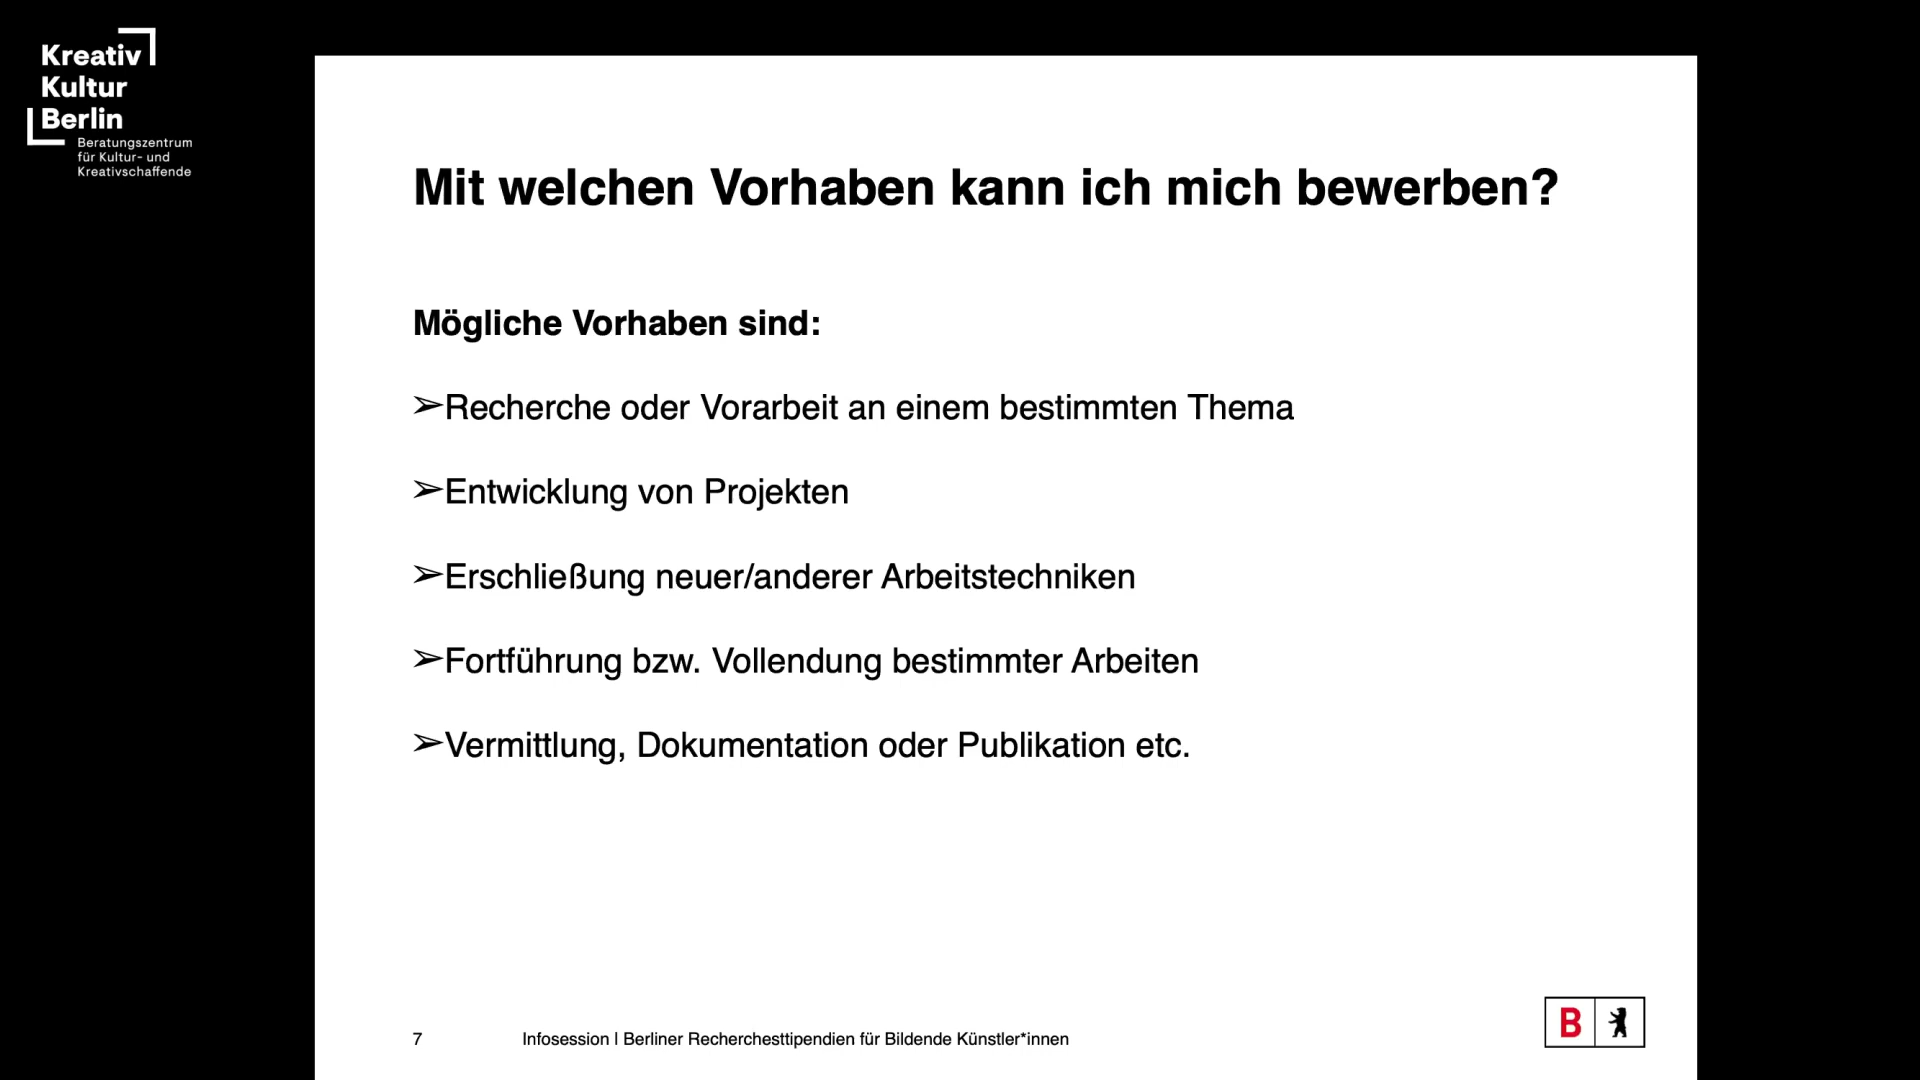 Kreativ
Kultur
Berlin
Beratungszentrum
für Kultur- und
Kreativschaffende
Mit welchen Vorhaben kann ich mich bewerben?
Mögliche Vorhaben sind:
➢Recherche oder Vorarbeit an einem bestimmten Thema
➢Entwicklung von Projekten
➢Erschließung neuer/anderer Arbeitstechniken
➢Fortführung bzw. Vollendung bestimmter Arbeiten
➢Vermittlung, Dokumentation oder Publikation etc.
7 Infosession | Berliner Recherchesttipendien für Bildende Künstler*innen
B